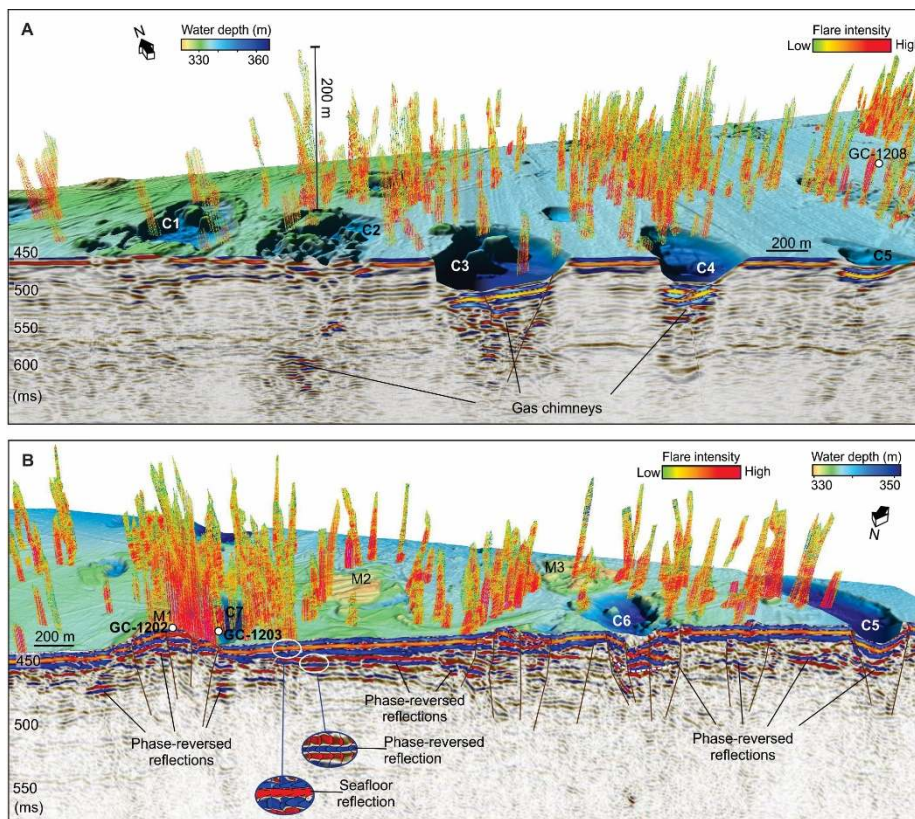 A
N
Water depth (m)
330 360
Flare intensity
Low High
200 m
GC-1208
C1
C2
C3
C4
C5
200 m
450
500
550
600
(ms)
Gas chimneys
B
Flare intensity
Low High
Water depth (m)
330 350
N
M2
M3
M1
C7
GC-1202
GC-1203
C6
C5
200 m
450
500
550
(ms)
Phase-reversed
reflections
Phase-reversed
reflections
Phase-reversed
reflection
Phase-reversed
reflections
Seafloor
reflection